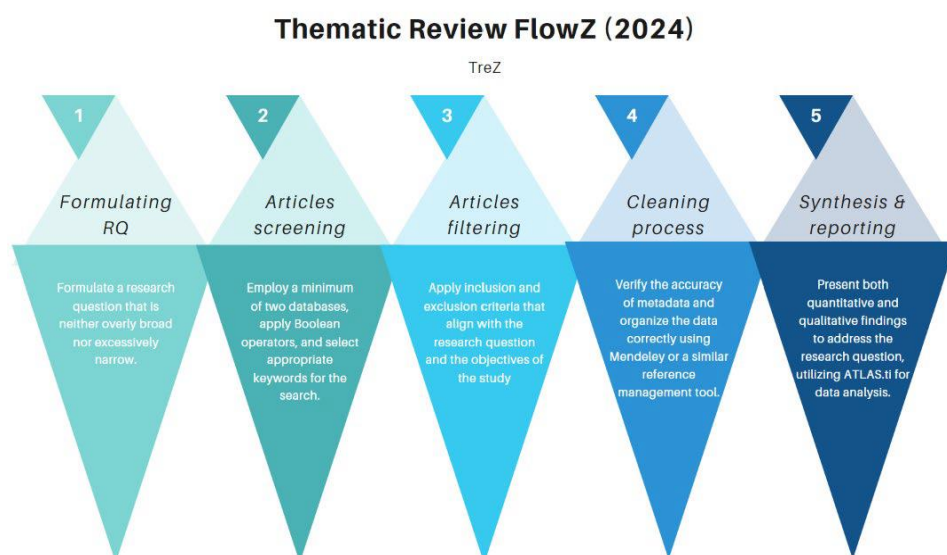 Thematic Review FlowZ (2024)
TreZ
1
Formulating
RQ
Formulate a research
question that is
neither overly broad
nor excessively
narrow.
2
Articles
screening
Employ a minimum
of two databases,
apply Boolean
operators, and select
appropriate
keywords for the
search.
3
Articles
filtering
Apply inclusion and
exclusion criteria that
align with the
research question
and the objectives of
the study
4
Cleaning
process
Verify the accuracy
of metadata and
organize the data
correctly using
Mendeley or a similar
reference
management tool.
5
Synthesis &
reporting
Present both
quantitative and
qualitative findings
to address the
research question,
utilizing ATLAS.ti for
data analysis.